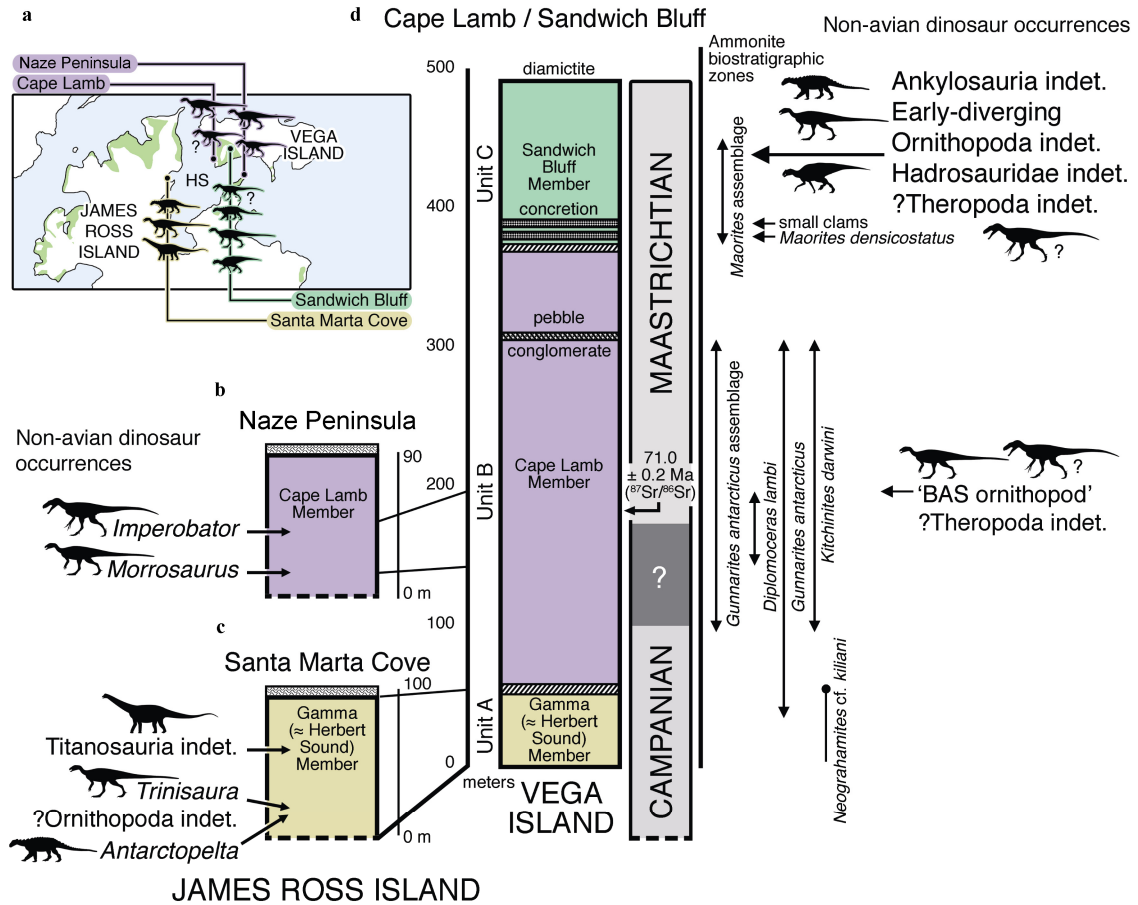 a
Naze Peninsula
Cape Lamb
?
VEGA
ISLAND
HS
?
JAMES
ROSS
ISLAND
Sandwich Bluff
Santa Marta Cove
b
Naze Peninsula
Non-avian dinosaur
occurrences
90
Cape Lamb
Member
Imperobator
Morrosaurus
0 m
c
Santa Marta Cove
100
Gamma
(≈ Herbert
Sound)
Member
Titanosauria indet.
Trinisaura
?Ornithopoda indet.
Antarctopelta
0 m
JAMES ROSS ISLAND
d
Cape Lamb / Sandwich Bluff
500
400
300
200
100
0
meters
Unit C
Unit B
Unit A
diamictite
Sandwich
Bluff
Member
concretion
pebble
conglomerate
Cape Lamb
Member
Gamma
(≈ Herbert
Sound)
Member
VEGA
ISLAND
MAASTRICHTIAN
71.0
± 0.2 Ma
(⁸⁷Sr/⁸⁶Sr)
?
CAMPANIAN
Ammonite
biostratigraphic
zones
Maorites assemblage
small clams
Maorites densicostatus
Gunnarites antarcticus assemblage
Diplomoceras lambi
Gunnarites antarcticus
Kitchinites darwini
Neograhamites cf. kiliani
Non-avian dinosaur occurrences
Ankylosauria indet.
Early-diverging
Ornithopoda indet.
Hadrosauridae indet.
?Theropoda indet.
?
?
‘BAS ornithopod’
?Theropoda indet.